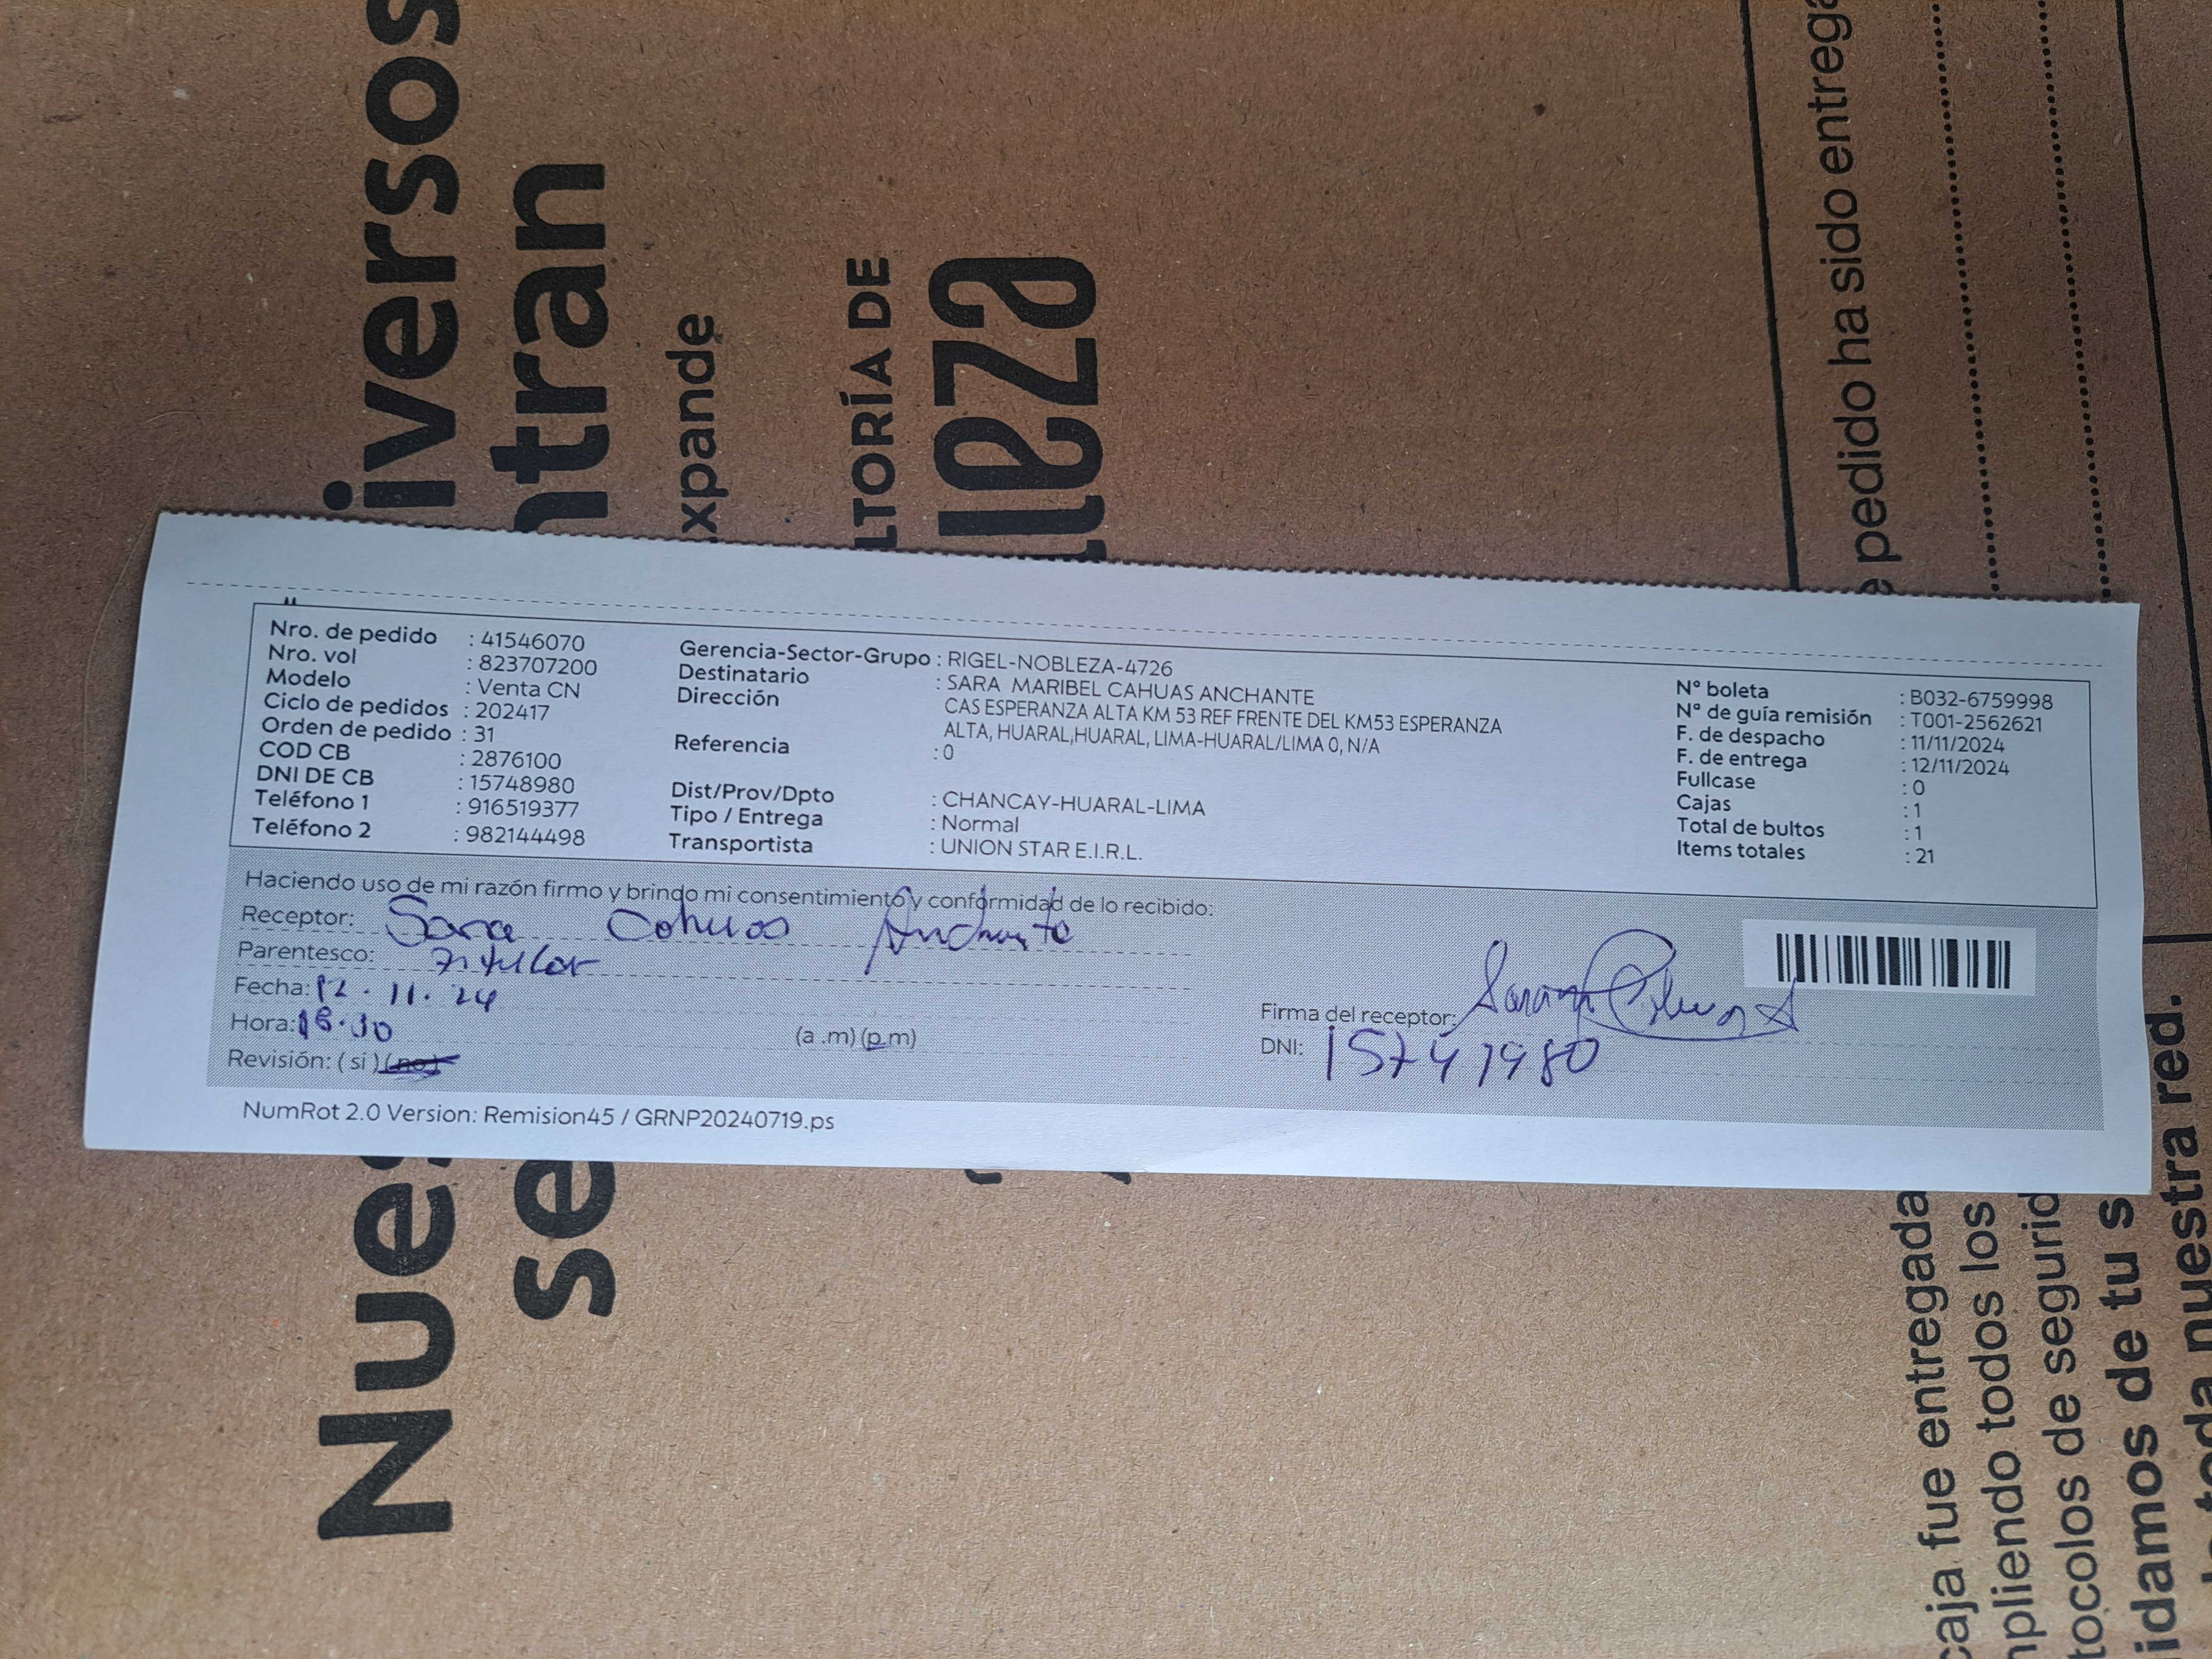 Nro. de pedido : 41546070
Nro. vol : 823707200
Modelo : Venta CN
Ciclo de pedidos : 202417
Orden de pedido : 31
COD CB : 2876100
DNI DE CB : 15748980
Teléfono 1 : 916519377
Teléfono 2 : 982144498
Gerencia-Sector-Grupo : RIGEL-NOBLEZA-4726
Destinatario : SARA MARIBEL CAHUAS ANCHANTE
Dirección CAS ESPERANZA ALTA KM 53 REF FRENTE DEL KM53 ESPERANZA
ALTA, HUARAL,HUARAL, LIMA-HUARAL/LIMA 0, N/A
Referencia : 0
Dist/Prov/Dpto : CHANCAY-HUARAL-LIMA
Tipo / Entrega : Normal
Transportista : UNION STAR E.I.R.L.
N° boleta : B032-6759998
N° de guía remisión : T001-2562621
F. de despacho : 11/11/2024
F. de entrega : 12/11/2024
Fullcase : 0
Cajas : 1
Total de bultos : 1
Items totales : 21
Haciendo uso de mi razón firmo y brindo mi consentimiento y conformidad de lo recibido:
Receptor: Sara Cahuas Anchante
Parentesco: Titular
Fecha: 12.11.24
Hora: (a .m) (p.m)
Revisión: ( si ) (no)
Firma del receptor:
DNI:
NumRot 2.0 Version: Remision45 / GRNP20240719.ps
iversos
ntran
xpande
LTORÍA DE
leza
pedido ha sido entrega
Nues
se
caja fue entregada
mpliendo todos los
tocolos de segurid
idamos de tu s
toda nuestra red.